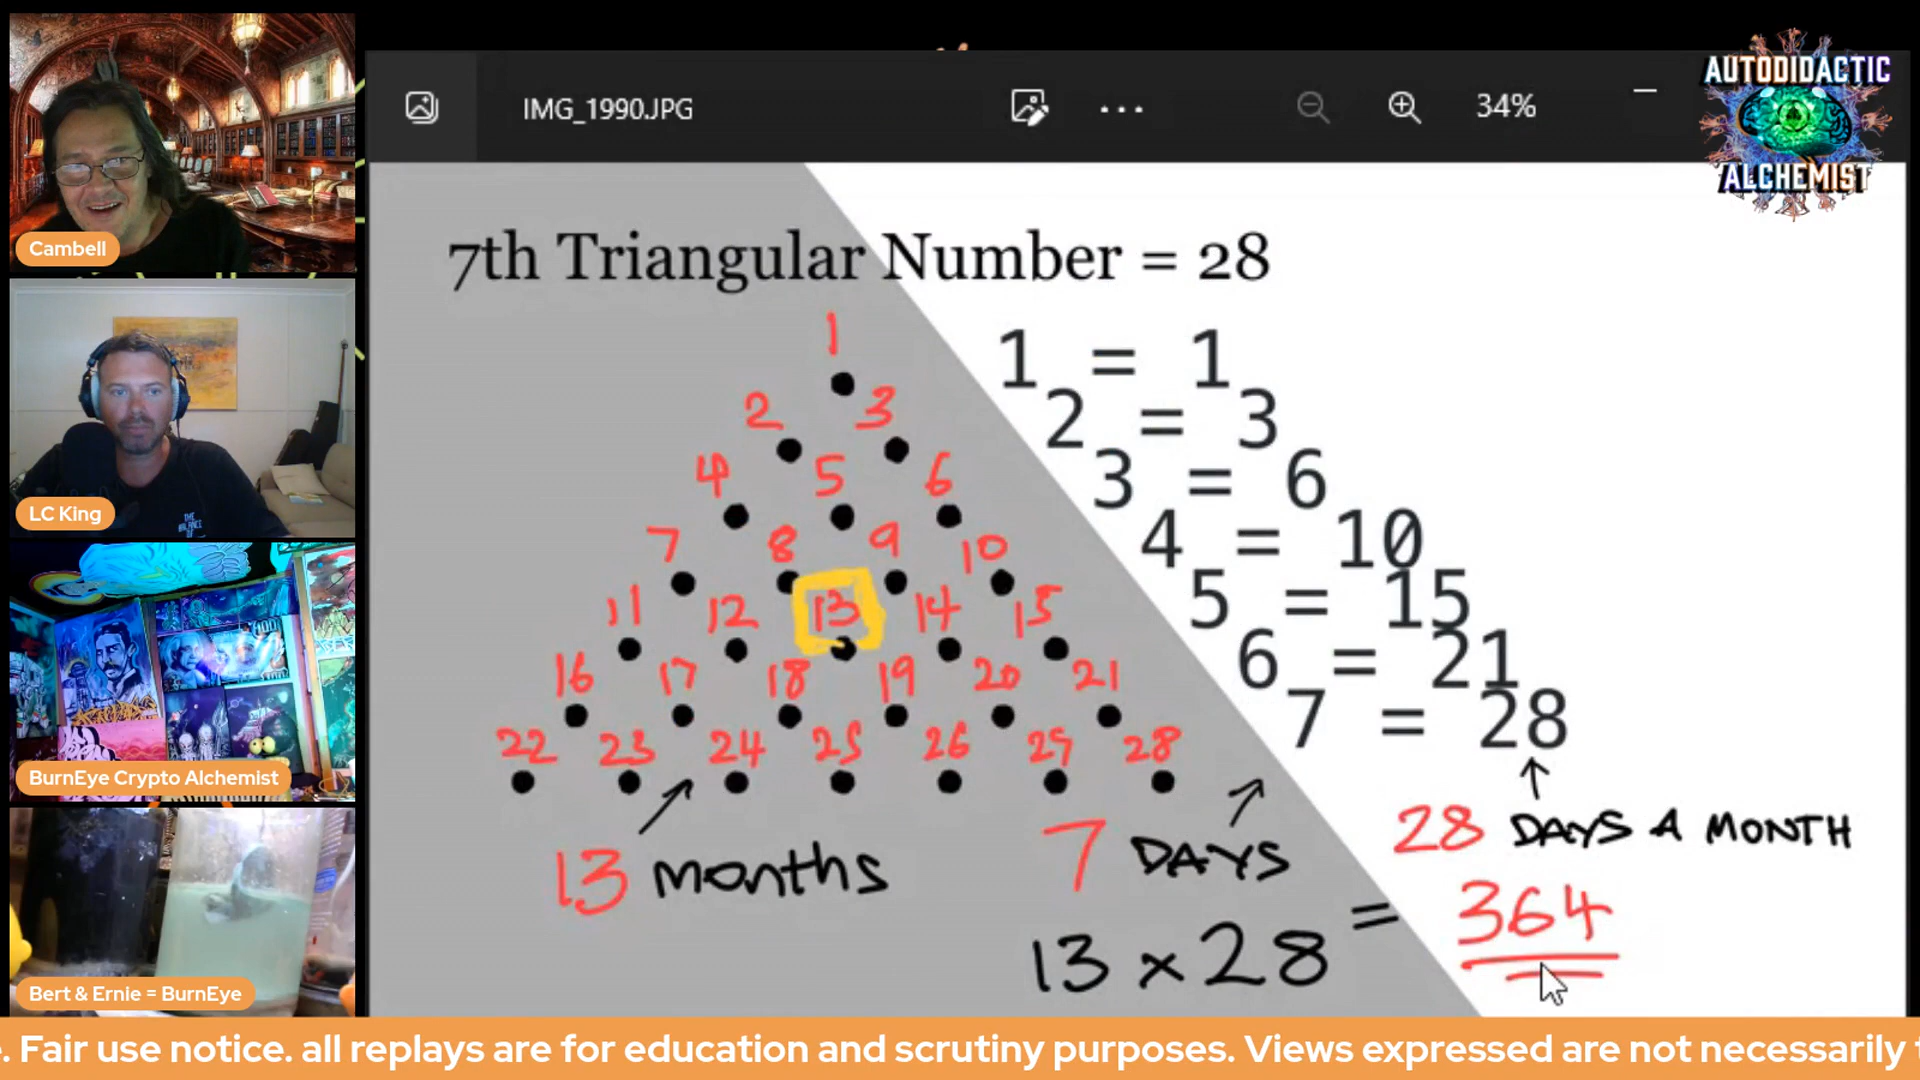 AUTODIDACTIC
ALCHEMIST
IMG_1990.JPG
34%
Cambell
LC King
BurnEye Crypto Alchemist
Bert & Ernie = BurnEye
7th Triangular Number = 28
1
2 3
4 5 6
7 8 9 10
11 12 13 14 15
16 17 18 19 20 21
22 23 24 25 26 27 28
1 = 1
2 = 3
3 = 6
4 = 10
5 = 15
6 = 21
7 = 28
13 months
7 DAYS
28 DAYS A MONTH
13 x 28 = 364
. Fair use notice. all replays are for education and scrutiny purposes. Views expressed are not necessarily